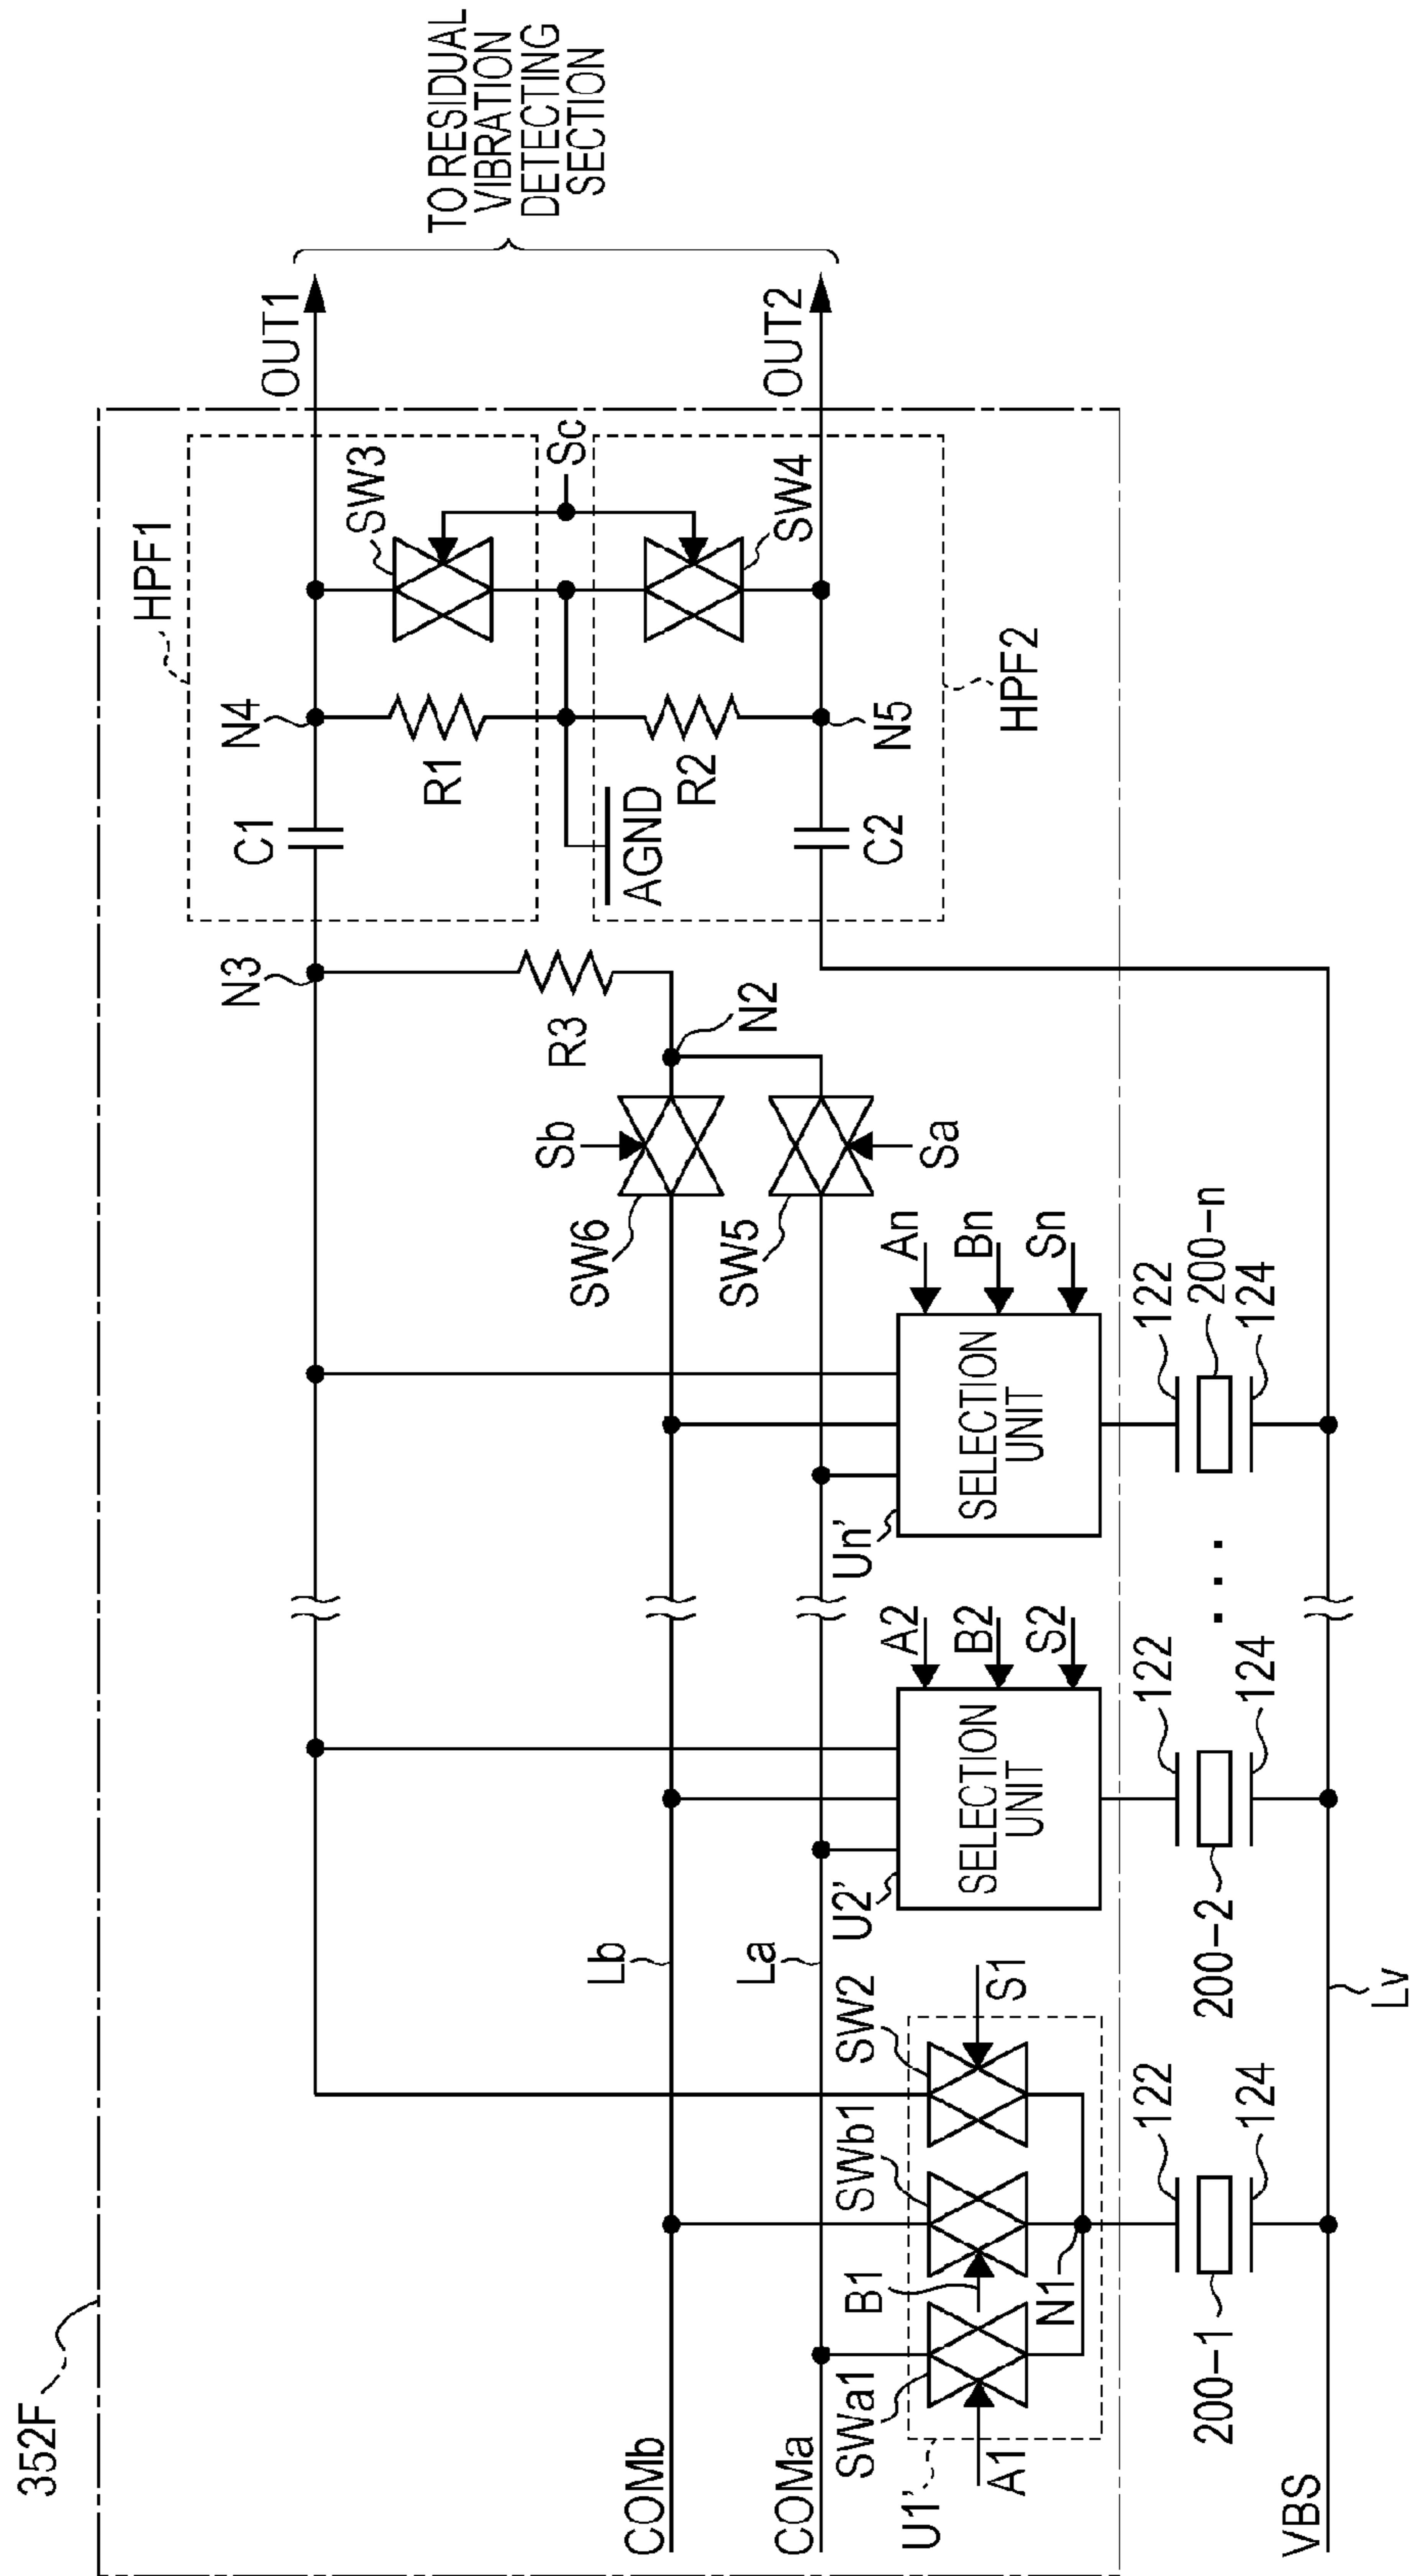 352F
HPF1
OUT1
TO RESIDUAL
VIBRATION
DETECTING
SECTION
N3
C1
N4
SW3
R1
Sc
AGND
R2
SW4
OUT2
C2
N5
HPF2
R3
N2
Sb
SW6
Sa
SW5
COMb
Lb
COMa
La
SWa1
SWb1
SW2
A1
B1
S1
N1
U1'
U2'
A2
B2
S2
SELECTION
UNIT
Un'
An
Bn
Sn
SELECTION
UNIT
122
200-1
124
122
200-2
124
...
122
200-n
124
VBS
Lv